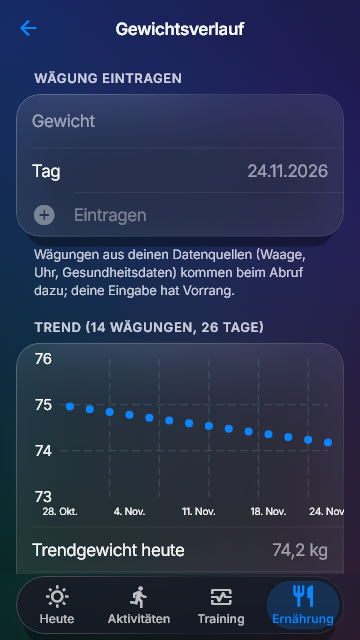 Gewichtsverlauf
WÄGUNG EINTRAGEN
Gewicht
Tag 24.11.2026
Eintragen
Wägungen aus deinen Datenquellen (Waage,
Uhr, Gesundheitsdaten) kommen beim Abruf
dazu; deine Eingabe hat Vorrang.
TREND (14 WÄGUNGEN, 26 TAGE)
76
75
74
73
28. Okt. 4. Nov. 11. Nov. 18. Nov. 24. Nov
Trendgewicht heute 74,2 kg
Heute Aktivitäten Training Ernährung